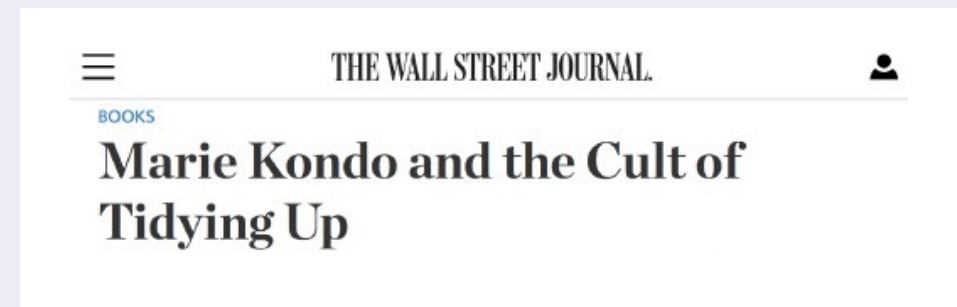 THE WALL STREET JOURNAL.
BOOKS
Marie Kondo and the Cult of
Tidying Up